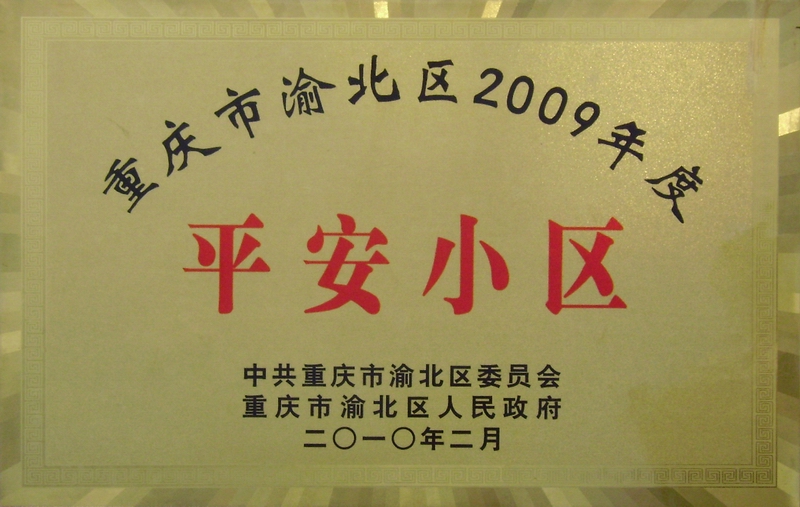 重庆市渝北区2009年度
平安小区
中共重庆市渝北区委员会
重庆市渝北区人民政府
二〇一〇年二月